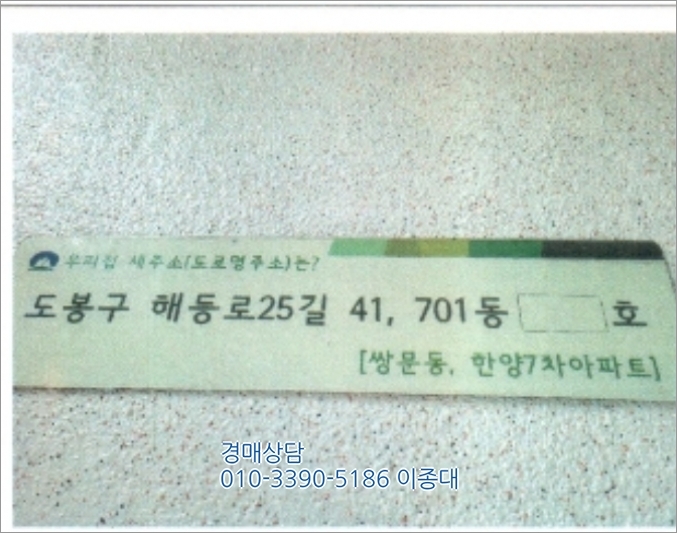 우리집 새주소(도로명주소)는?
도봉구 해등로25길 41, 701동 호
[쌍문동, 한양7차아파트]
경매상담
010-3390-5186 이종대